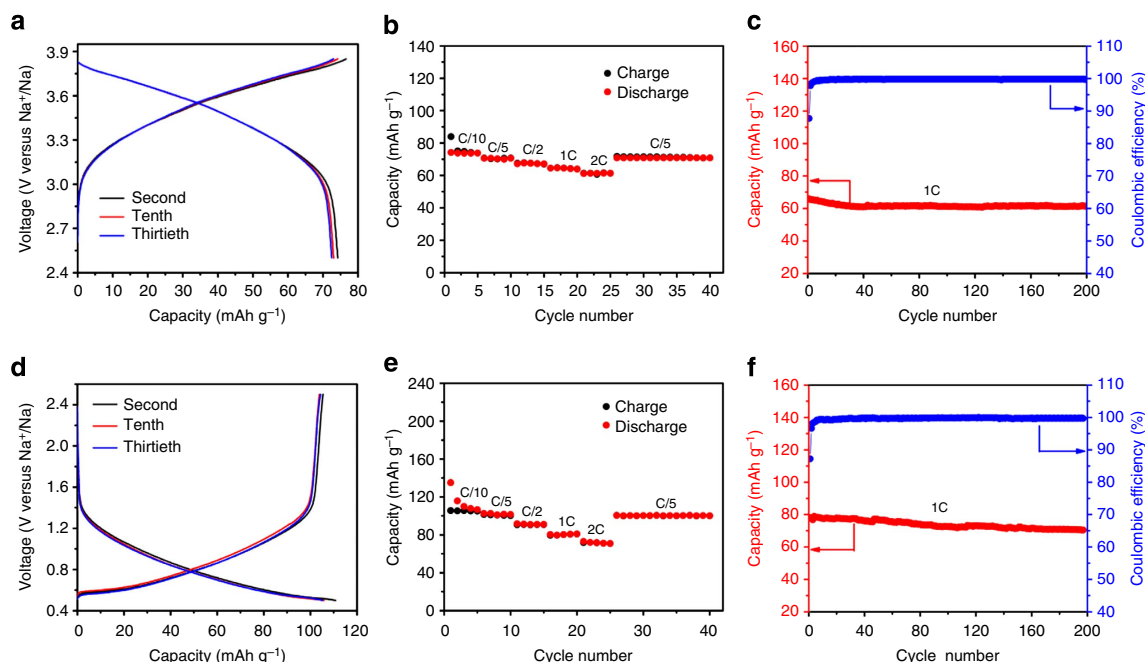 a
3.9
3.6
3.3
3.0
2.7
2.4
Voltage (V versus Na⁺/Na)
Second
Tenth
Thirtieth
0 10 20 30 40 50 60 70 80
Capacity (mAh g⁻¹)
b
140
120
100
80
60
40
20
0
Capacity (mAh g⁻¹)
Charge
Discharge
C/10
C/5
C/2
1C
2C
C/5
0 5 10 15 20 25 30 35 40
Cycle number
c
160
140
120
100
80
60
40
20
Capacity (mAh g⁻¹)
1C
110
100
90
80
70
60
50
40
Coulombic efficiency (%)
0 40 80 120 160 200
Cycle number
d
2.4
2.0
1.6
1.2
0.8
0.4
Voltage (V versus Na⁺/Na)
Second
Tenth
Thirtieth
0 20 40 60 80 100 120
Capacity (mAh g⁻¹)
e
240
200
160
120
80
40
0
Capacity (mAh g⁻¹)
Charge
Discharge
C/10
C/5
C/2
1C
2C
C/5
0 10 20 30 40
Cycle number
f
160
140
120
100
80
60
40
20
Capacity (mAh g⁻¹)
1C
110
100
90
80
70
60
50
40
Coulombic efficiency (%)
0 40 80 120 160 200
Cycle number